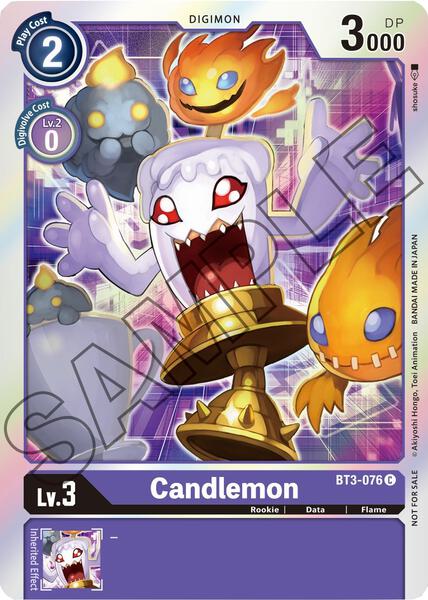 Play Cost
2
DIGIMON
DP
3000
Digivolve Cost
Lv.2
0
shosuke
SAMPLE
©Akiyoshi Hongo, Toei Animation BANDAI MADE IN JAPAN
NOT FOR SALE
Lv.3
Candlemon
BT3-076 C
Rookie | Data | Flame
Inherited Effect
-